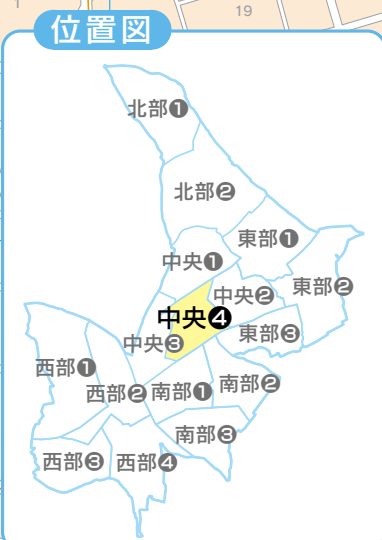 1
19
位置図
北部❶
北部❷
東部❶
中央❶
中央❷
東部❷
中央❹
中央❸
東部❸
西部❶
西部❷
南部❶
南部❷
南部❸
西部❸
西部❹